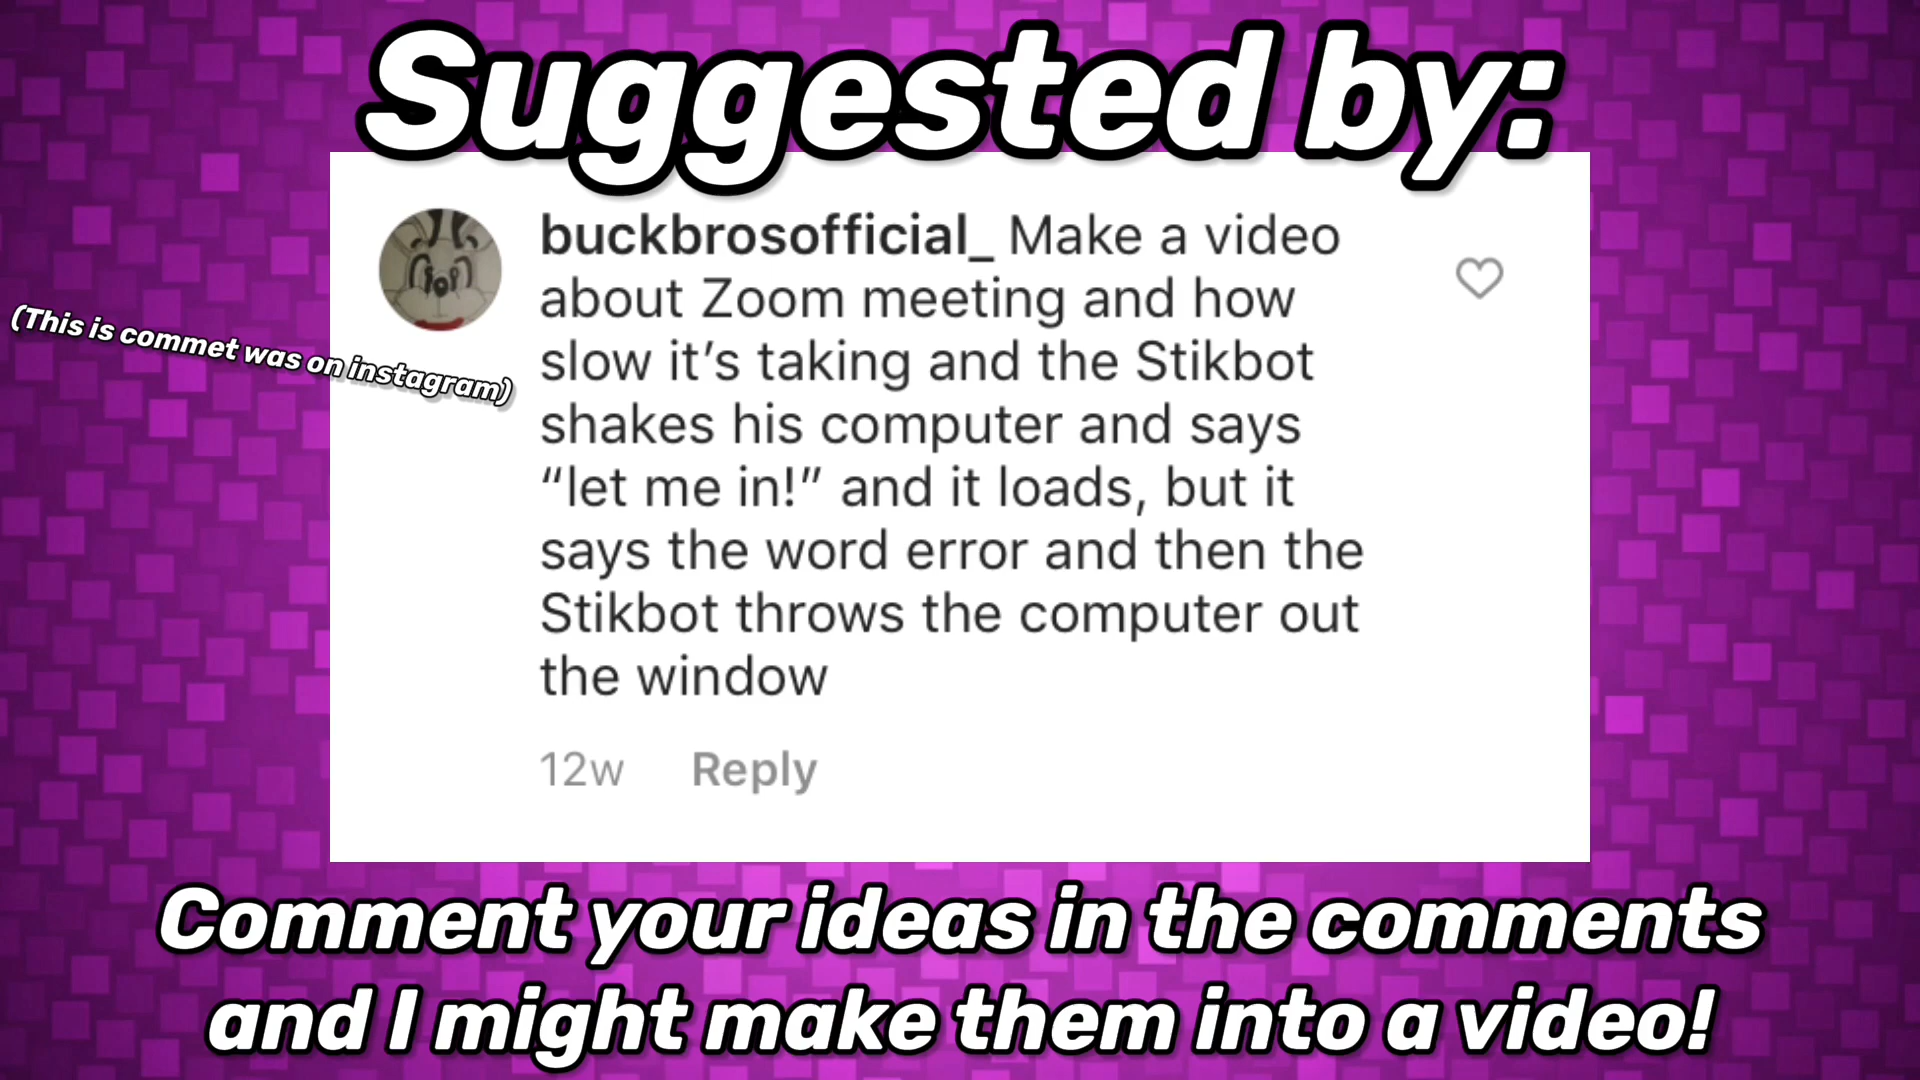 Suggested by:
buckbrosofficial_ Make a video
about Zoom meeting and how
slow it’s taking and the Stikbot
shakes his computer and says
“let me in!” and it loads, but it
says the word error and then the
Stikbot throws the computer out
the window
12w Reply
(This is commet was on instagram)
Comment your ideas in the comments
and I might make them into a video!